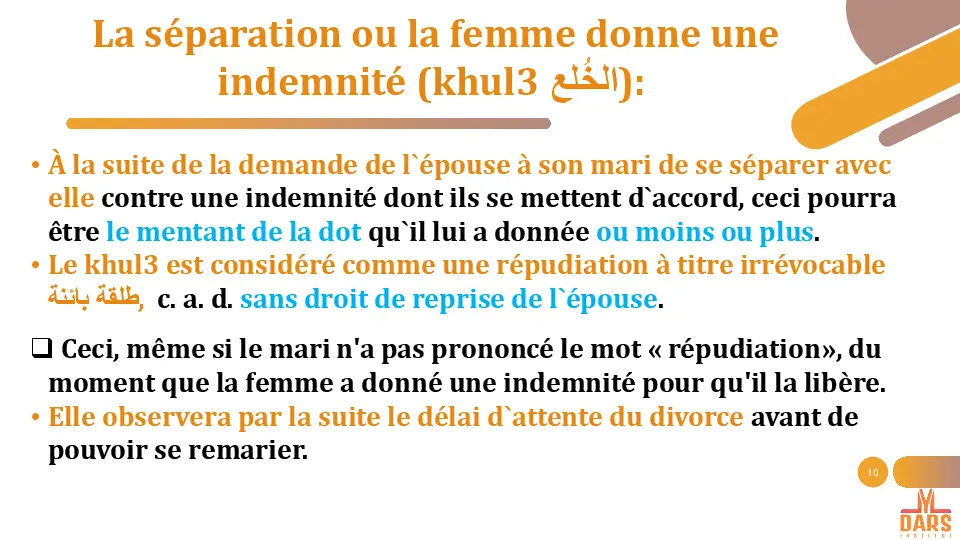 La séparation ou la femme donne une
indemnité (khul3 الخُلع):
• À la suite de la demande de l`épouse à son mari de se séparer avec
elle contre une indemnité dont ils se mettent d`accord, ceci pourra
être le mentant de la dot qu`il lui a donnée ou moins ou plus.
• Le khul3 est considéré comme une répudiation à titre irrévocable
طلقة بائنة, c. a. d. sans droit de reprise de l`épouse.
❑ Ceci, même si le mari n'a pas prononcé le mot « répudiation», du
moment que la femme a donné une indemnité pour qu'il la libère.
• Elle observera par la suite le délai d`attente du divorce avant de
pouvoir se remarier.
10
DARS
INSTITUT